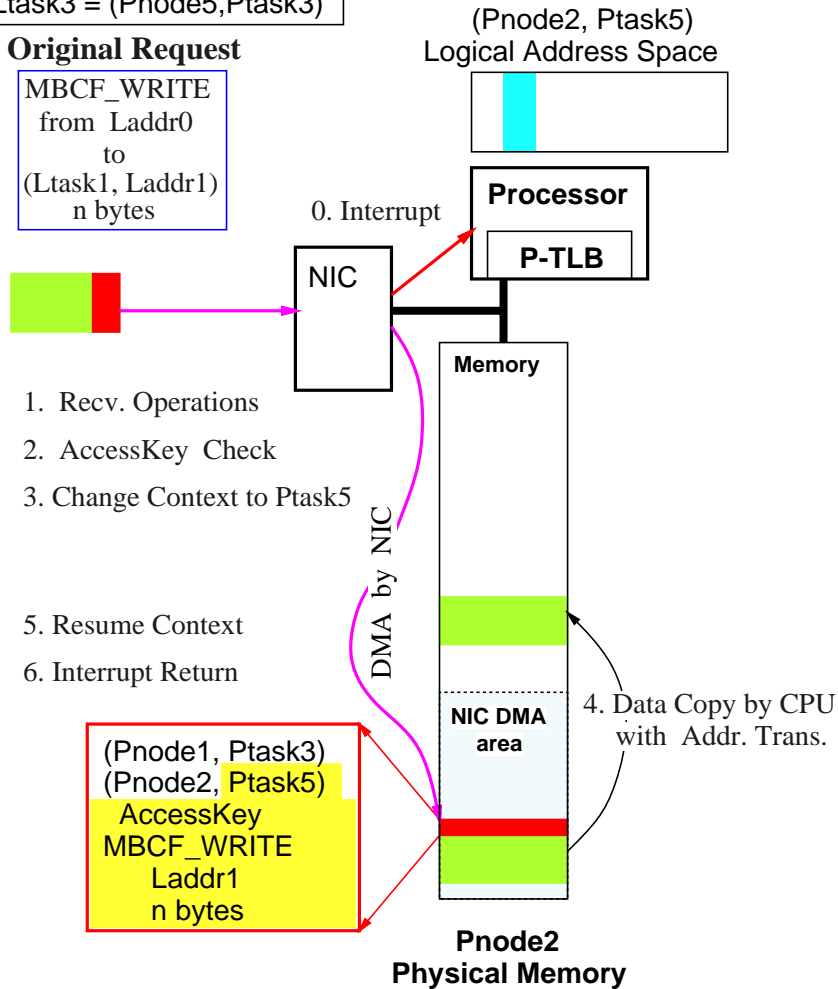 Ltask3 = (Pnode5,Ptask3)
Original Request
MBCF_WRITE
from Laddr0
to
(Ltask1, Laddr1)
n bytes
(Pnode2, Ptask5)
Logical Address Space
0. Interrupt
Processor
P-TLB
NIC
Memory
1. Recv. Operations
2. AccessKey Check
3. Change Context to Ptask5
DMA by NIC
5. Resume Context
6. Interrupt Return
4. Data Copy by CPU
with Addr. Trans.
NIC DMA
area
(Pnode1, Ptask3)
(Pnode2, Ptask5)
AccessKey
MBCF_WRITE
Laddr1
n bytes
Pnode2
Physical Memory